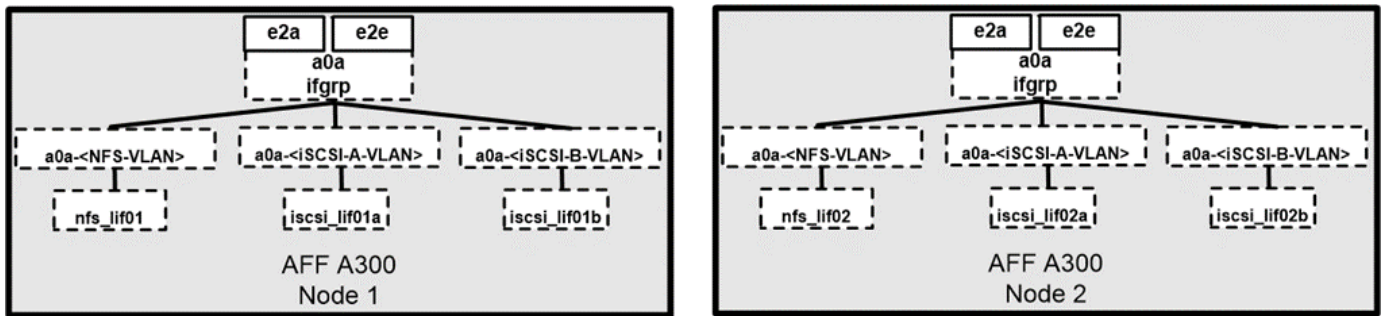 e2a
e2e
a0a
ifgrp
a0a-<NFS-VLAN>
a0a-<iSCSI-A-VLAN>
a0a-<iSCSI-B-VLAN>
nfs_lif01
iscsi_lif01a
iscsi_lif01b
AFF A300
Node 1
e2a
e2e
a0a
ifgrp
a0a-<NFS-VLAN>
a0a-<iSCSI-A-VLAN>
a0a-<iSCSI-B-VLAN>
nfs_lif02
iscsi_lif02a
iscsi_lif02b
AFF A300
Node 2